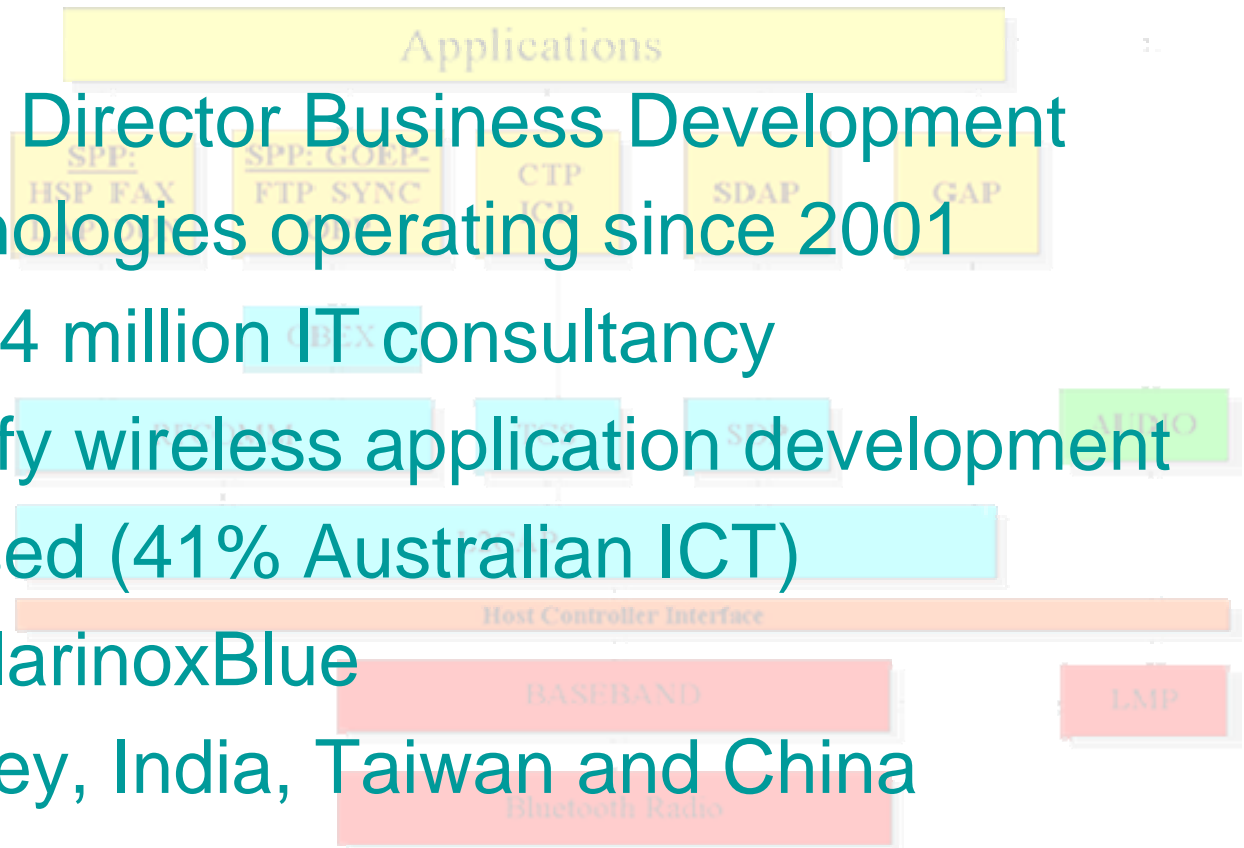 Applications
Director Business Development
SPP: SPP: GOEP-
HSP FAX FTP SYNC CTP SDAP GAP
nologies operating since 2001
4 million IT consultancy
fy wireless application development
AUDIO
sed (41% Australian ICT)
Host Controller Interface
larinoxBlue
BASEBAND LMP
ey, India, Taiwan and China
Bluetooth Radio